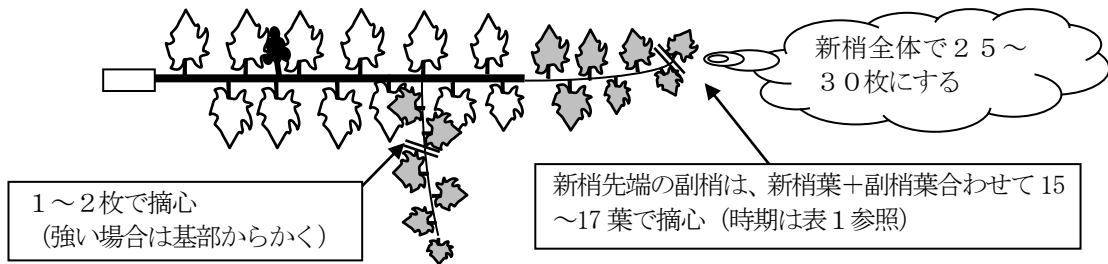 新梢全体で２５～
３０枚にする
１～２枚で摘心
（強い場合は基部からかく）
新梢先端の副梢は、新梢葉＋副梢葉合わせて 15
～17 葉で摘心（時期は表１参照）